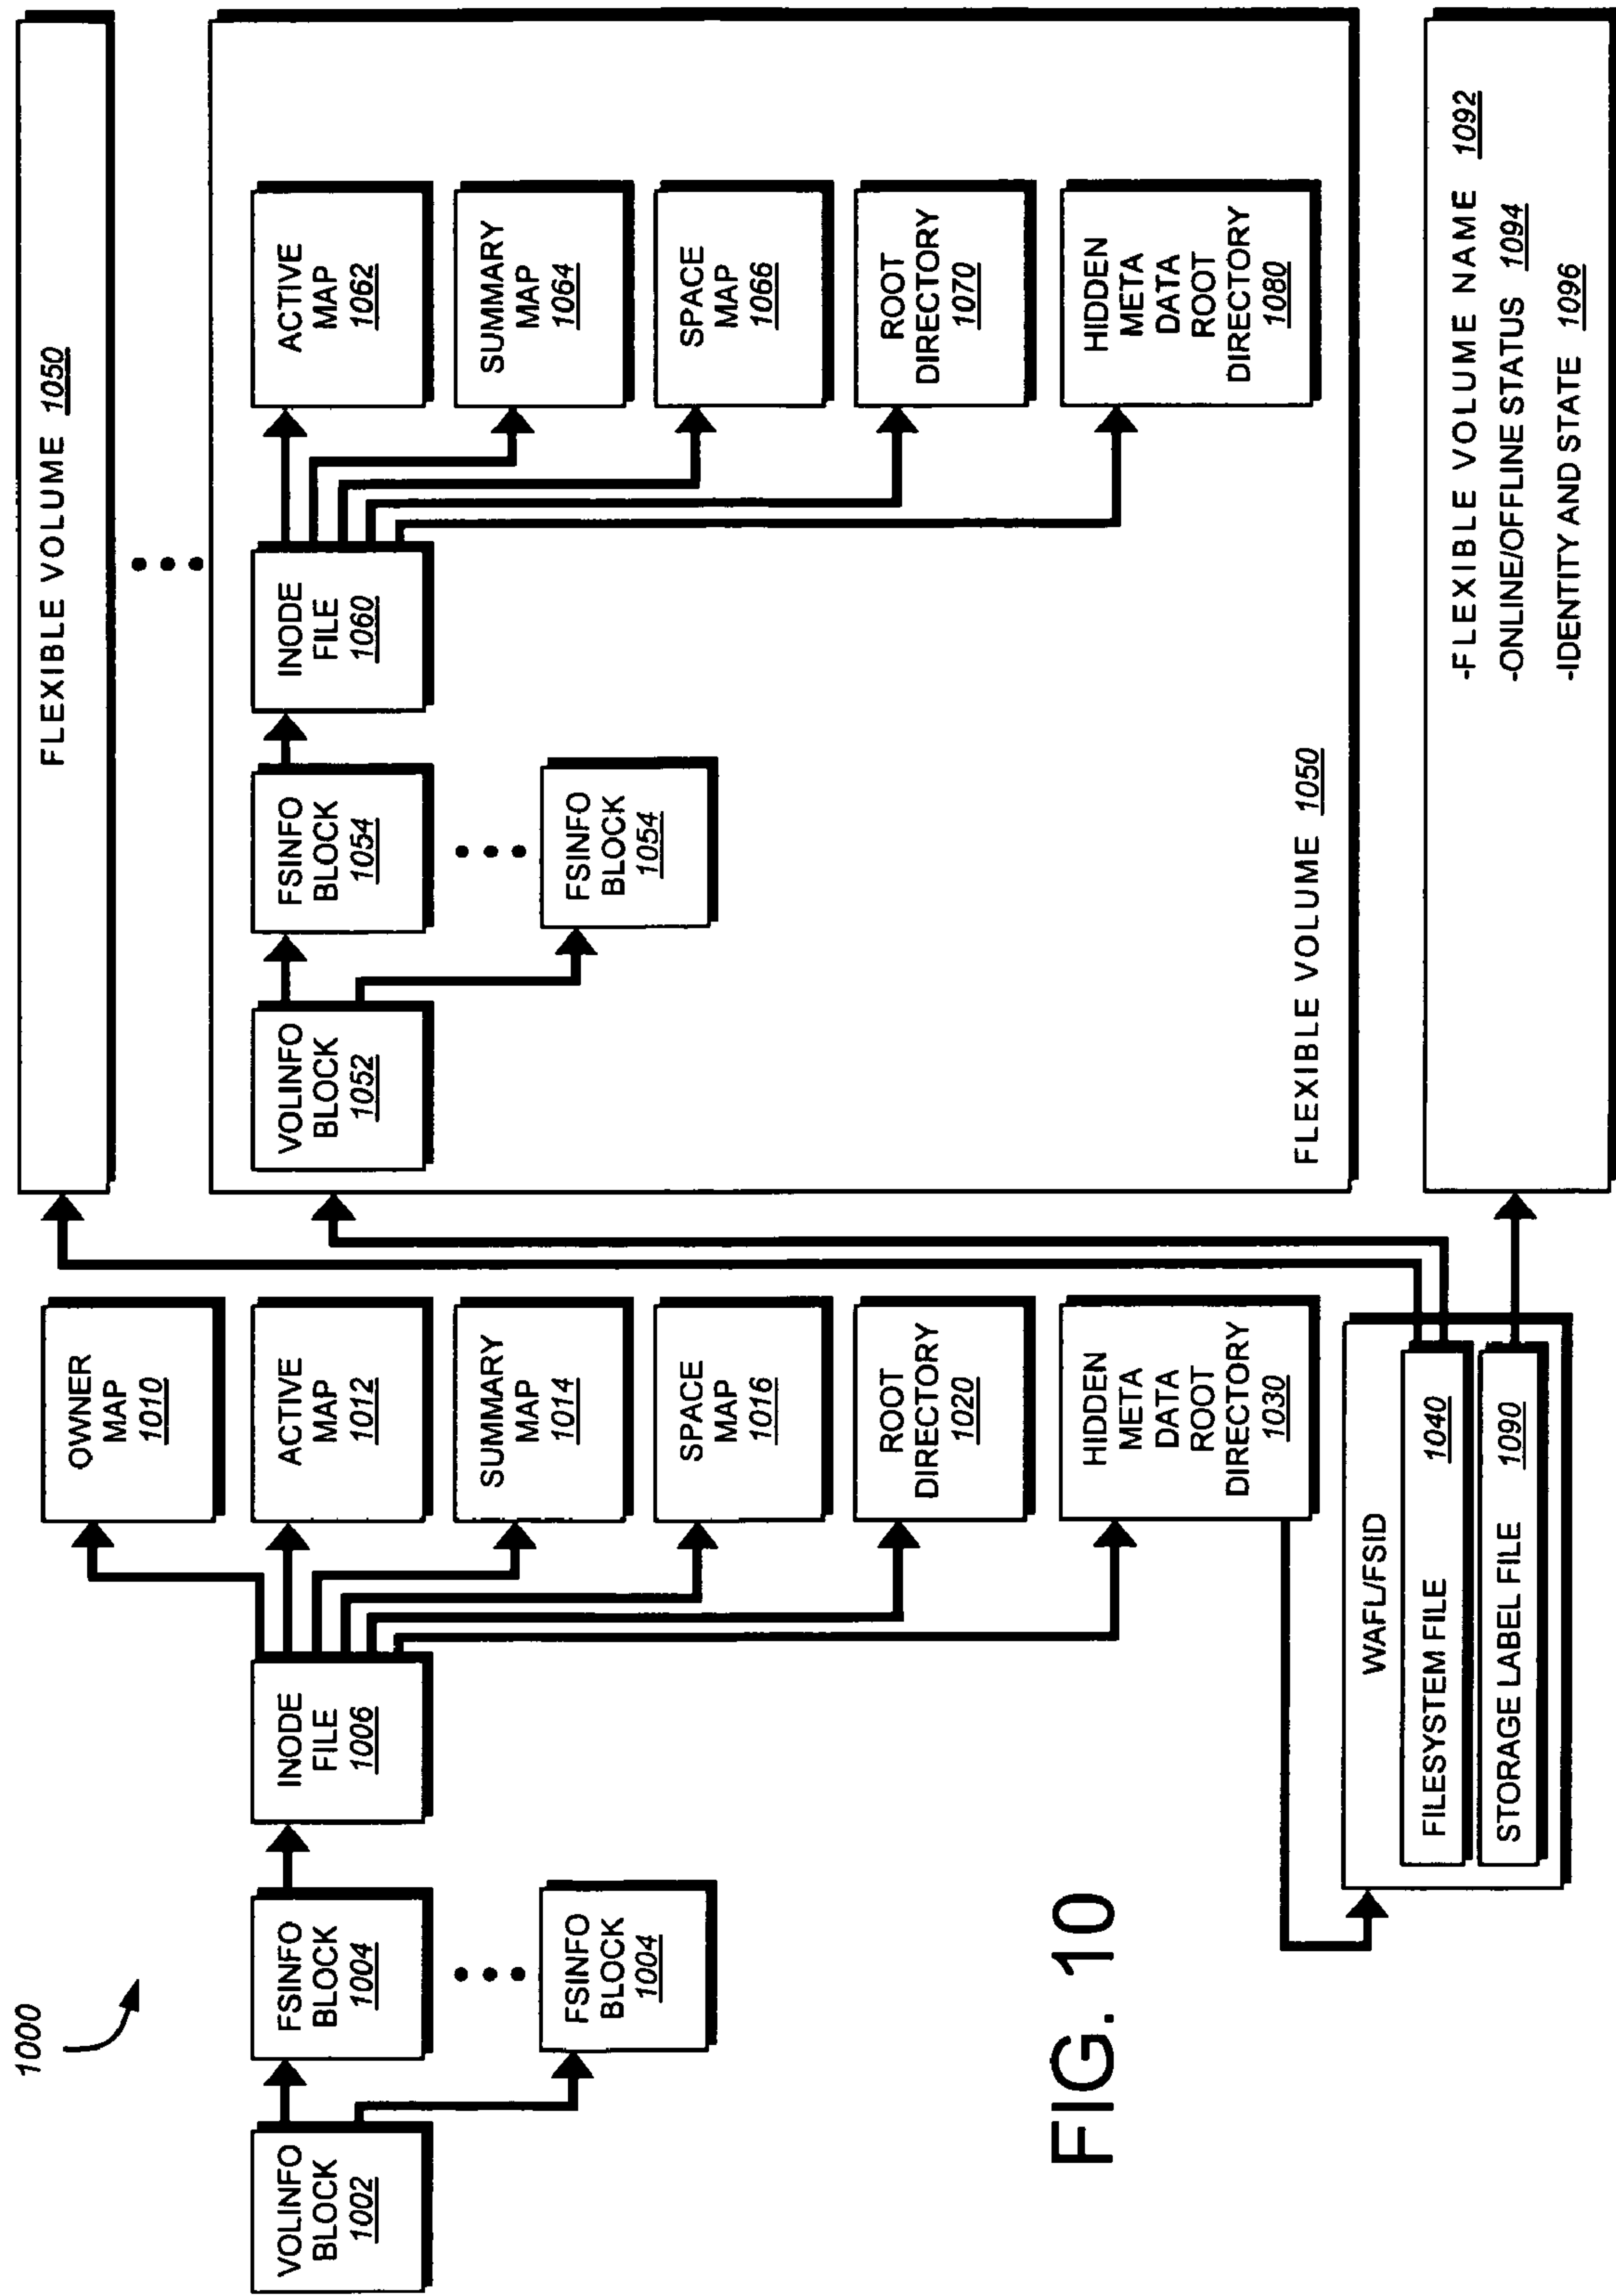 1000
VOLINFO
BLOCK
1002
FSINFO
BLOCK
1004
FSINFO
BLOCK
1004
INODE
FILE
1006
OWNER
MAP
1010
ACTIVE
MAP
1012
SUMMARY
MAP
1014
SPACE
MAP
1016
ROOT
DIRECTORY
1020
HIDDEN
META
DATA
ROOT
DIRECTORY
1030
WAFL/FSID
FILESYSTEM FILE 1040
STORAGE LABEL FILE 1090
FLEXIBLE VOLUME 1050
VOLINFO
BLOCK
1052
FSINFO
BLOCK
1054
FSINFO
BLOCK
1054
INODE
FILE
1060
ACTIVE
MAP
1062
SUMMARY
MAP
1064
SPACE
MAP
1066
ROOT
DIRECTORY
1070
HIDDEN
META
DATA
ROOT
DIRECTORY
1080
FLEXIBLE VOLUME 1050
-FLEXIBLE VOLUME NAME 1092
-ONLINE/OFFLINE STATUS 1094
-IDENTITY AND STATE 1096
FIG. 10